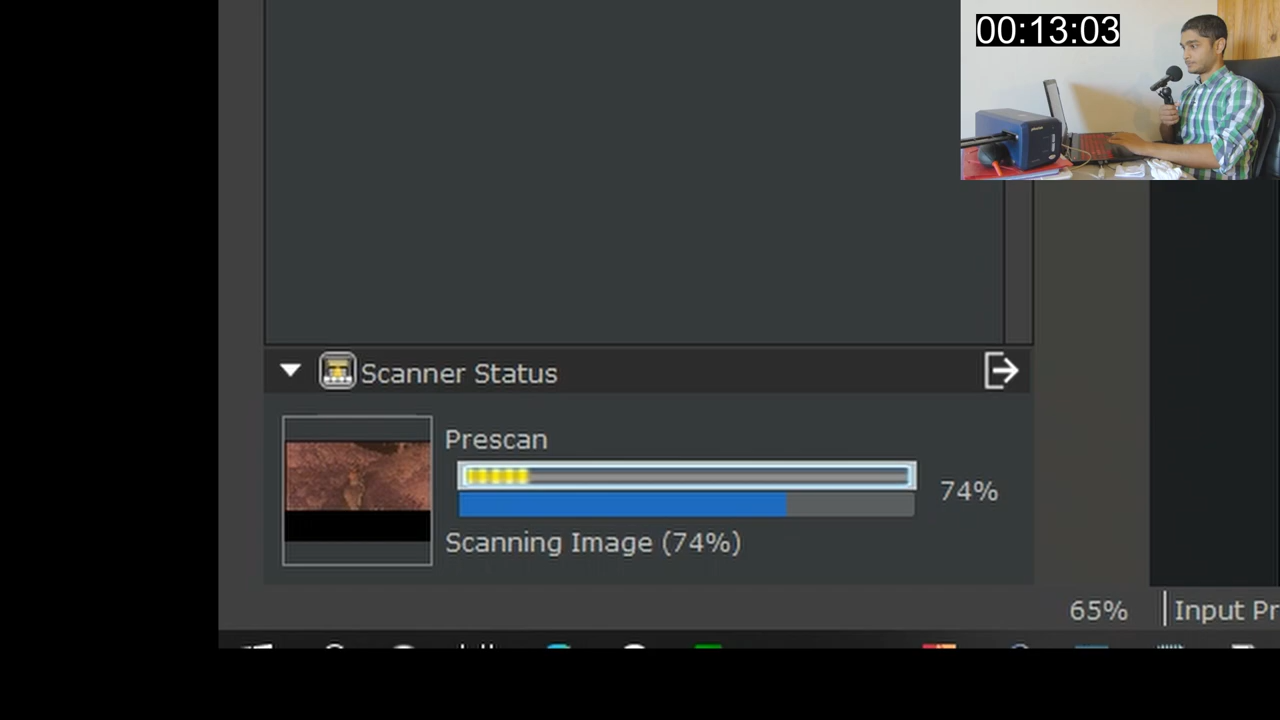 00:13:03
Scanner Status
Prescan
74%
Scanning Image (74%)
65%
Input Pr